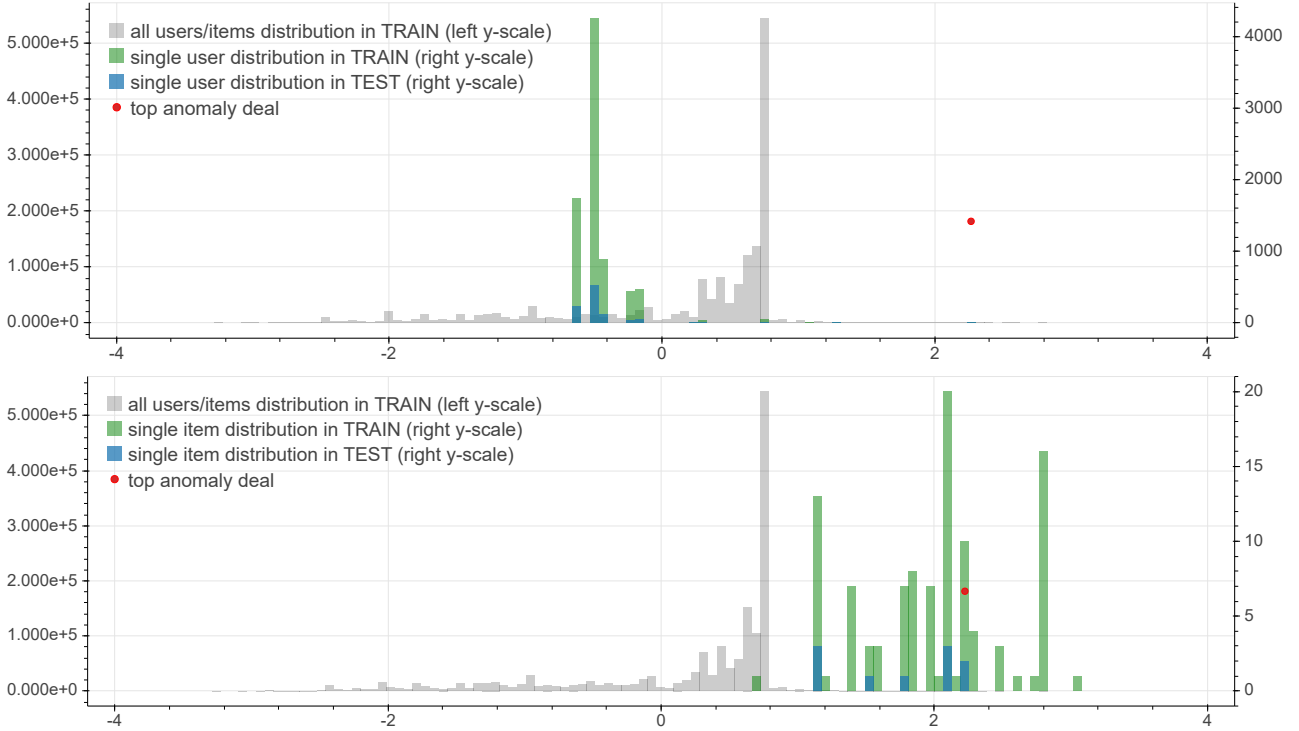 all users/items distribution in TRAIN (left y-scale)
single user distribution in TRAIN (right y-scale)
single user distribution in TEST (right y-scale)
top anomaly deal
5.000e+5
4.000e+5
3.000e+5
2.000e+5
1.000e+5
0.000e+0
4000
3000
2000
1000
0
-4 -2 0 2 4
all users/items distribution in TRAIN (left y-scale)
single item distribution in TRAIN (right y-scale)
single item distribution in TEST (right y-scale)
top anomaly deal
5.000e+5
4.000e+5
3.000e+5
2.000e+5
1.000e+5
0.000e+0
20
15
10
5
0
-4 -2 0 2 4